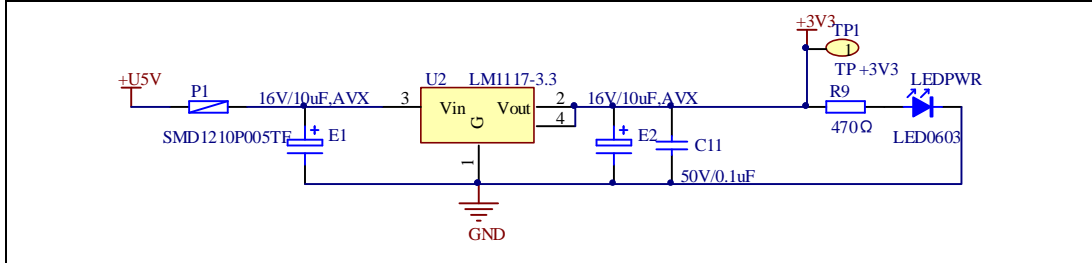 +3V3
TP1
1
TP +3V3
+U5V
P1
SMD1210P005TF
16V/10uF,AVX
E1
U2 LM1117-3.3
3
Vin
Vout
G
2
4
1
16V/10uF,AVX
E2
C11
50V/0.1uF
R9
470Ω
LEDPWR
LED0603
GND